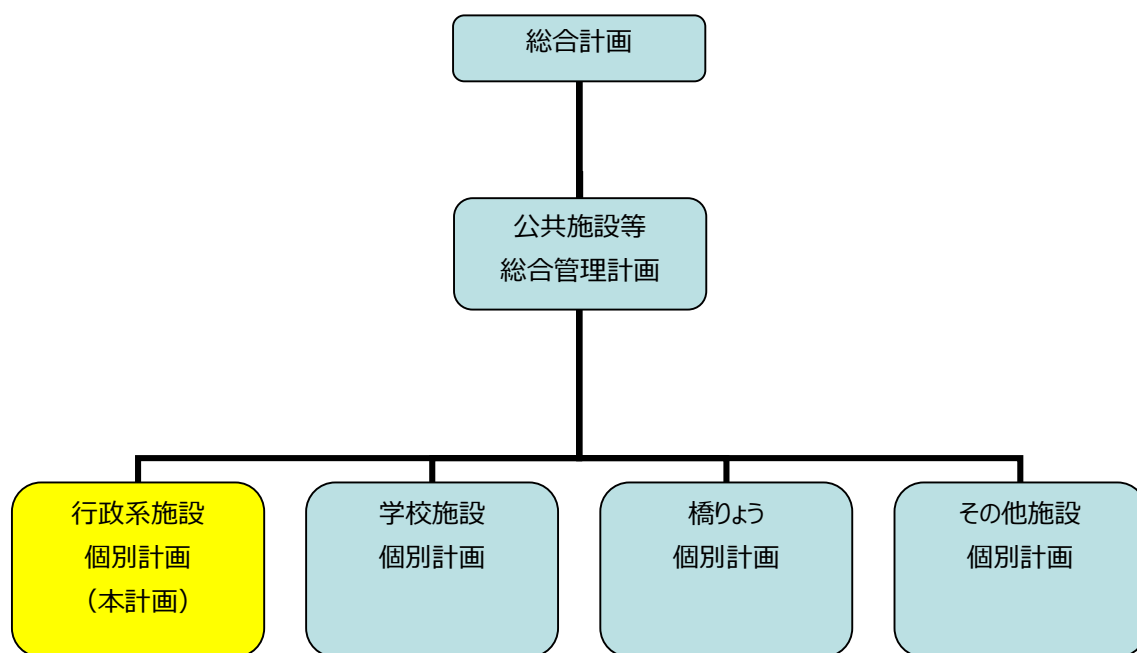 総合計画
公共施設等
総合管理計画
行政系施設
個別計画
（本計画）
学校施設
個別計画
橋りょう
個別計画
その他施設
個別計画